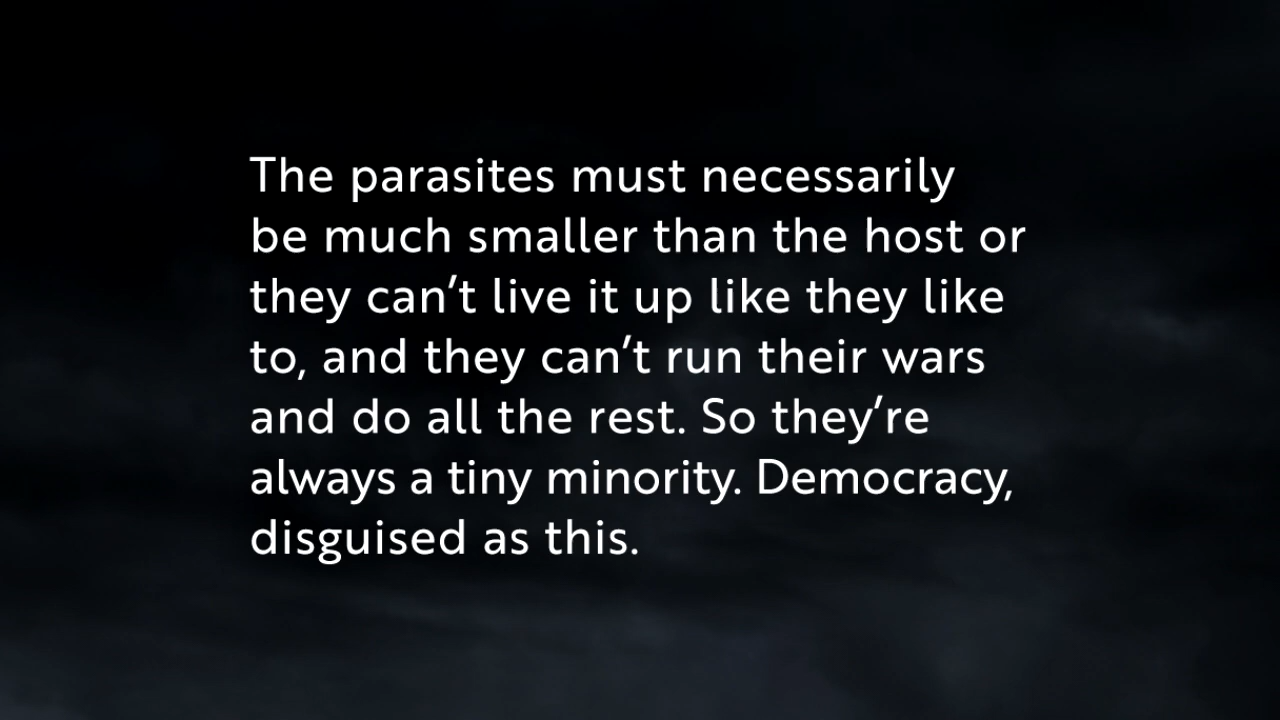 The parasites must necessarily
be much smaller than the host or
they can’t live it up like they like
to, and they can’t run their wars
and do all the rest. So they’re
always a tiny minority. Democracy,
disguised as this.